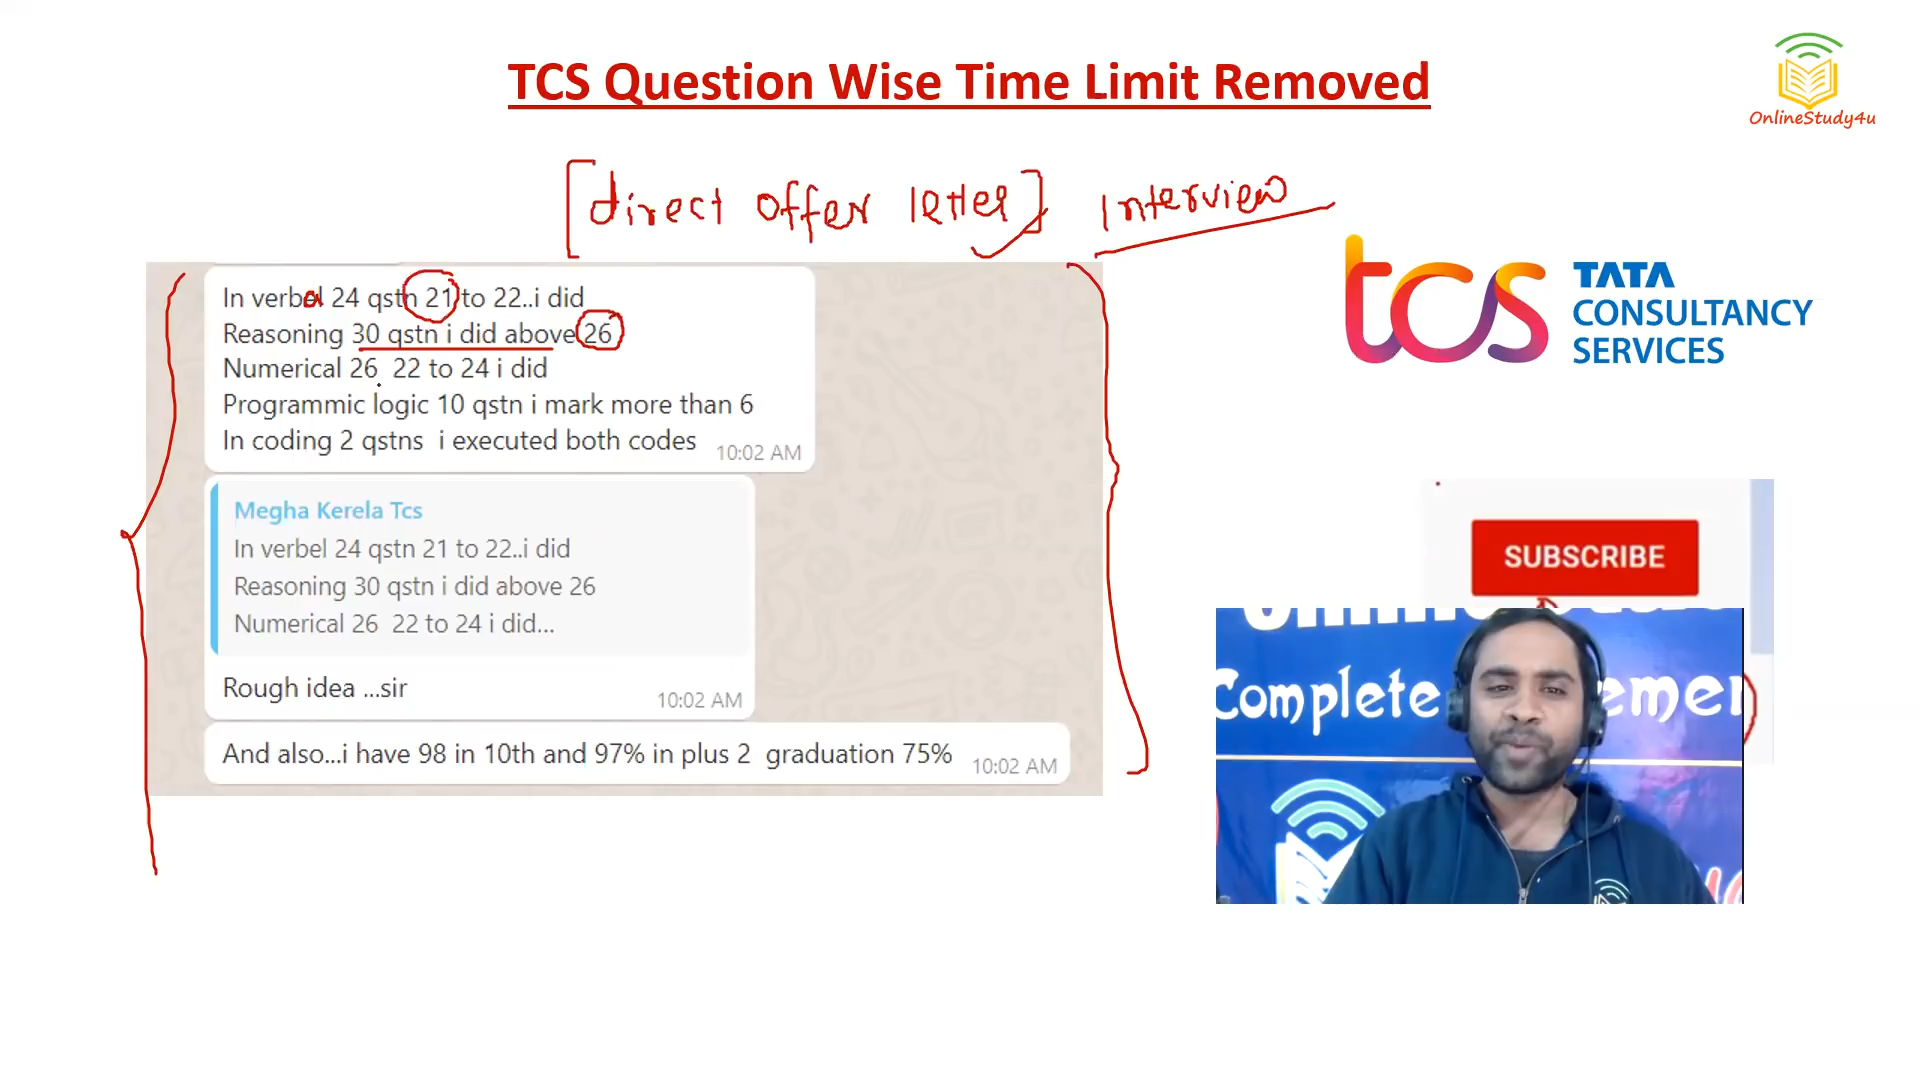 TCS Question Wise Time Limit Removed
OnlineStudy4u
[direct offer letter] Interview
In verbal 24 qstn 21 to 22..i did
Reasoning 30 qstn i did above 26
Numerical 26 22 to 24 i did
Programmic logic 10 qstn i mark more than 6
In coding 2 qstns i executed both codes
10:02 AM
Megha Kerela Tcs
In verbel 24 qstn 21 to 22..i did
Reasoning 30 qstn i did above 26
Numerical 26 22 to 24 i did...
Rough idea ...sir
10:02 AM
And also...i have 98 in 10th and 97% in plus 2 graduation 75%
10:02 AM
tcs
TATA
CONSULTANCY
SERVICES
SUBSCRIBE
Complete